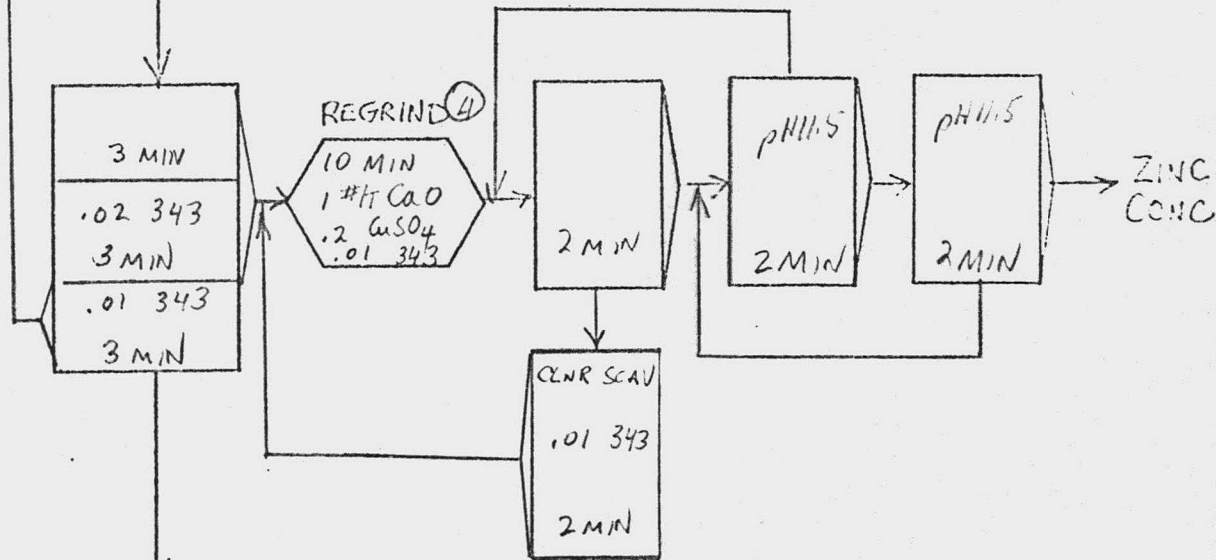 3 MIN
.02 343
3 MIN
.01 343
3 MIN
REGRIND 4
10 MIN
1 #/T CaO
.2 CuSO4
.01 343
2 MIN
CLNR SCAV
.01 343
2 MIN
pH 11.5
2 MIN
pH 11.5
2 MIN
ZINC
CONC